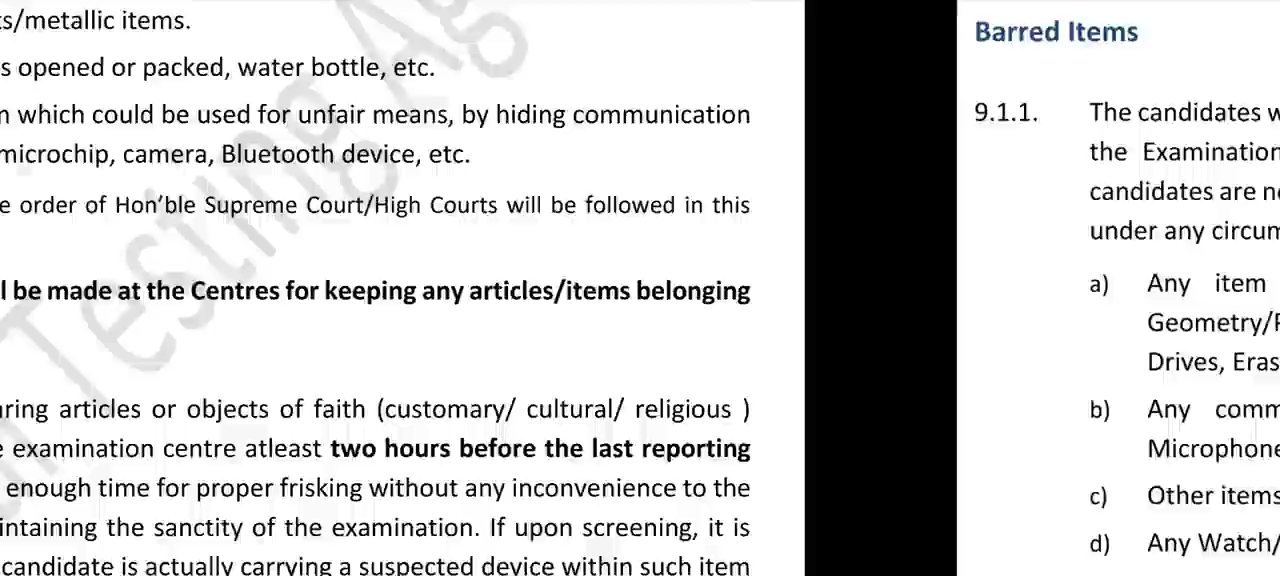 s/metallic items.
s opened or packed, water bottle, etc.
n which could be used for unfair means, by hiding communication
microchip, camera, Bluetooth device, etc.
e order of Hon’ble Supreme Court/High Courts will be followed in this
l be made at the Centres for keeping any articles/items belonging
ring articles or objects of faith (customary/ cultural/ religious )
e examination centre atleast two hours before the last reporting
enough time for proper frisking without any inconvenience to the
intaining the sanctity of the examination. If upon screening, it is
candidate is actually carrying a suspected device within such item
Testing Ag
Barred Items
9.1.1. The candidates w
the Examination
candidates are no
under any circum
a) Any item
Geometry/P
Drives, Eras
b) Any comm
Microphone
c) Other items
d) Any Watch/